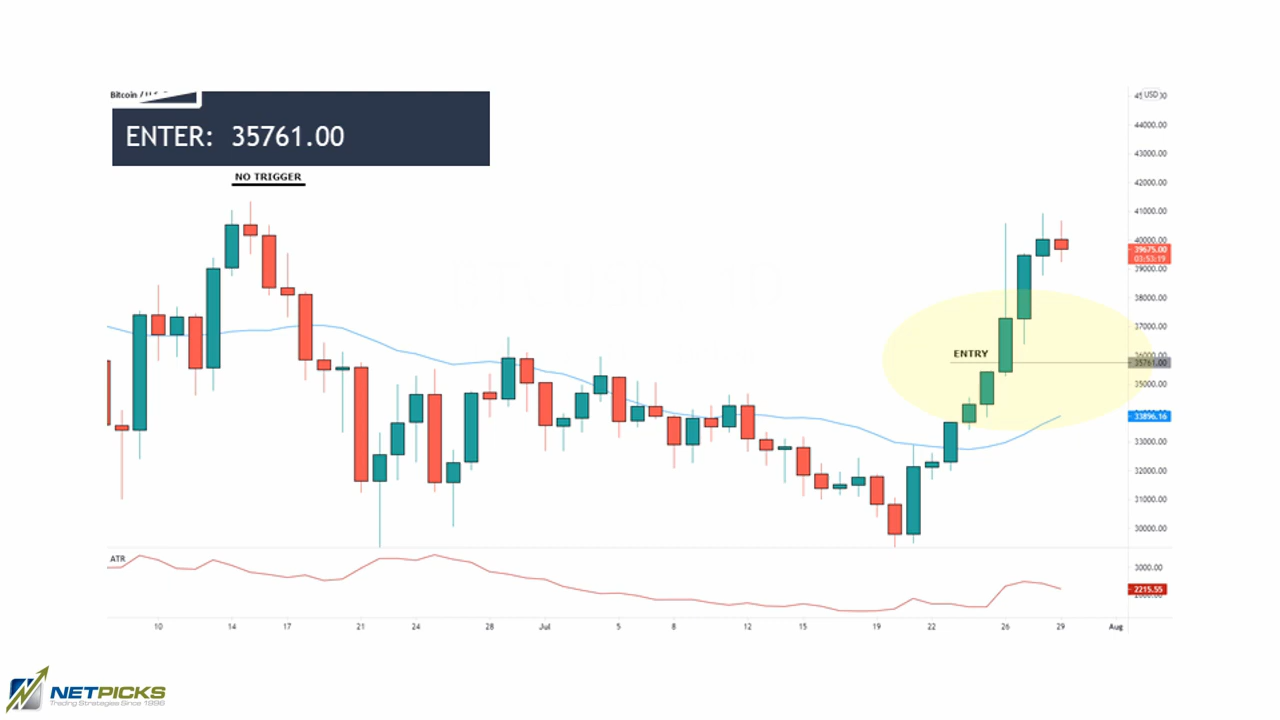 Bitcoin / U.S.
USD
ENTER: 35761.00
NO TRIGGER
44000.00
43000.00
42000.00
41000.00
40000.00
39675.00
03:53:19
39000.00
38000.00
37000.00
36000.00
ENTRY
35761.00
35000.00
33896.16
33000.00
32000.00
31000.00
30000.00
ATR
3000.00
2215.55
10 14 17 21 24 28 Jul 5 8 12 15 19 22 26 29 Aug
NETPICKS
Trading Strategies Since 1996